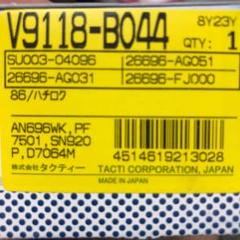 V9118-B044
8Y23Y
QTY: 1
SU003-04096
26696-AG051
26696-AG031
26696-FJ000
86/ハチロク
AN696WK,PF
7501,SN920
P,D7064M
4514619213028
株式会社 タクティー
TACTI CORPORATION, JAPAN
MADE IN JAPAN